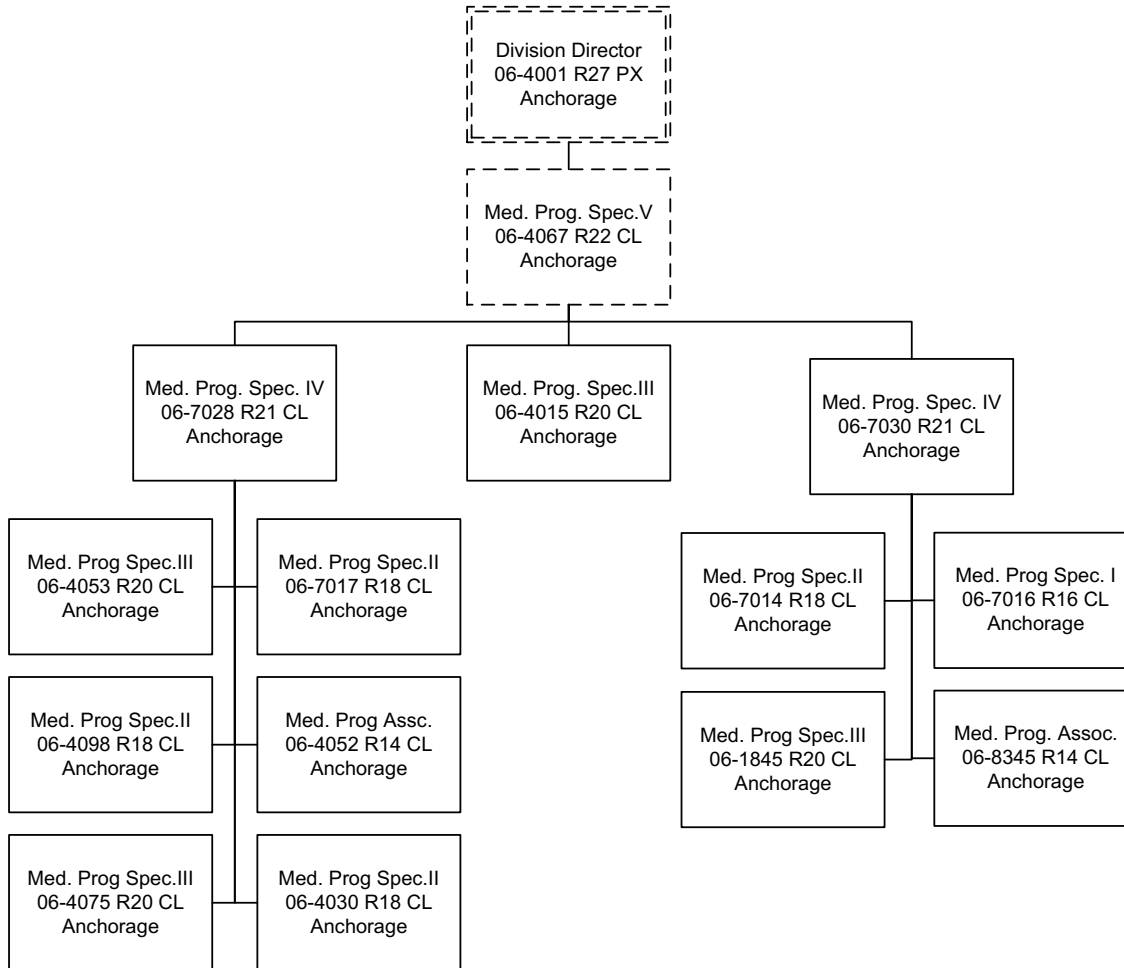 Division Director
06-4001 R27 PX
Anchorage
Med. Prog. Spec.V
06-4067 R22 CL
Anchorage
Med. Prog. Spec. IV
06-7028 R21 CL
Anchorage
Med. Prog. Spec.III
06-4015 R20 CL
Anchorage
Med. Prog. Spec. IV
06-7030 R21 CL
Anchorage
Med. Prog Spec.III
06-4053 R20 CL
Anchorage
Med. Prog Spec.II
06-7017 R18 CL
Anchorage
Med. Prog Spec.II
06-7014 R18 CL
Anchorage
Med. Prog Spec. I
06-7016 R16 CL
Anchorage
Med. Prog Spec.II
06-4098 R18 CL
Anchorage
Med. Prog Assc.
06-4052 R14 CL
Anchorage
Med. Prog Spec.III
06-1845 R20 CL
Anchorage
Med. Prog. Assoc.
06-8345 R14 CL
Anchorage
Med. Prog Spec.III
06-4075 R20 CL
Anchorage
Med. Prog Spec.II
06-4030 R18 CL
Anchorage